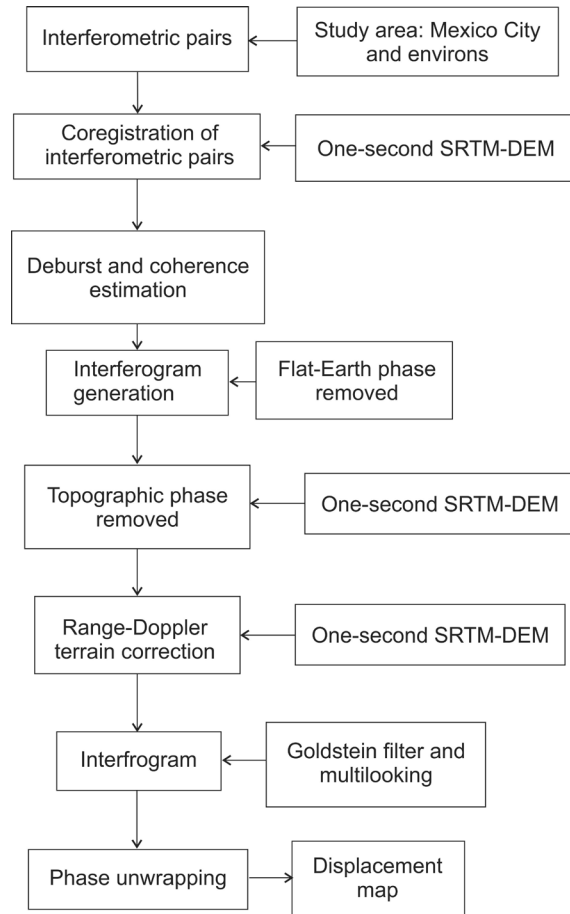 Interferometric pairs
Study area: Mexico City
and environs
Coregistration of
interferometric pairs
One-second SRTM-DEM
Deburst and coherence
estimation
Interferogram
generation
Flat-Earth phase
removed
Topographic phase
removed
One-second SRTM-DEM
Range-Doppler
terrain correction
One-second SRTM-DEM
Interfrogram
Goldstein filter and
multilooking
Phase unwrapping
Displacement
map